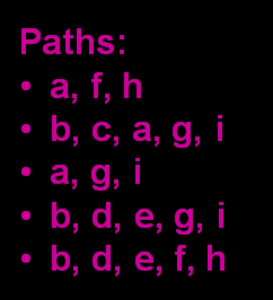 Paths:
• a, f, h
• b, c, a, g, i
• a, g, i
• b, d, e, g, i
• b, d, e, f, h